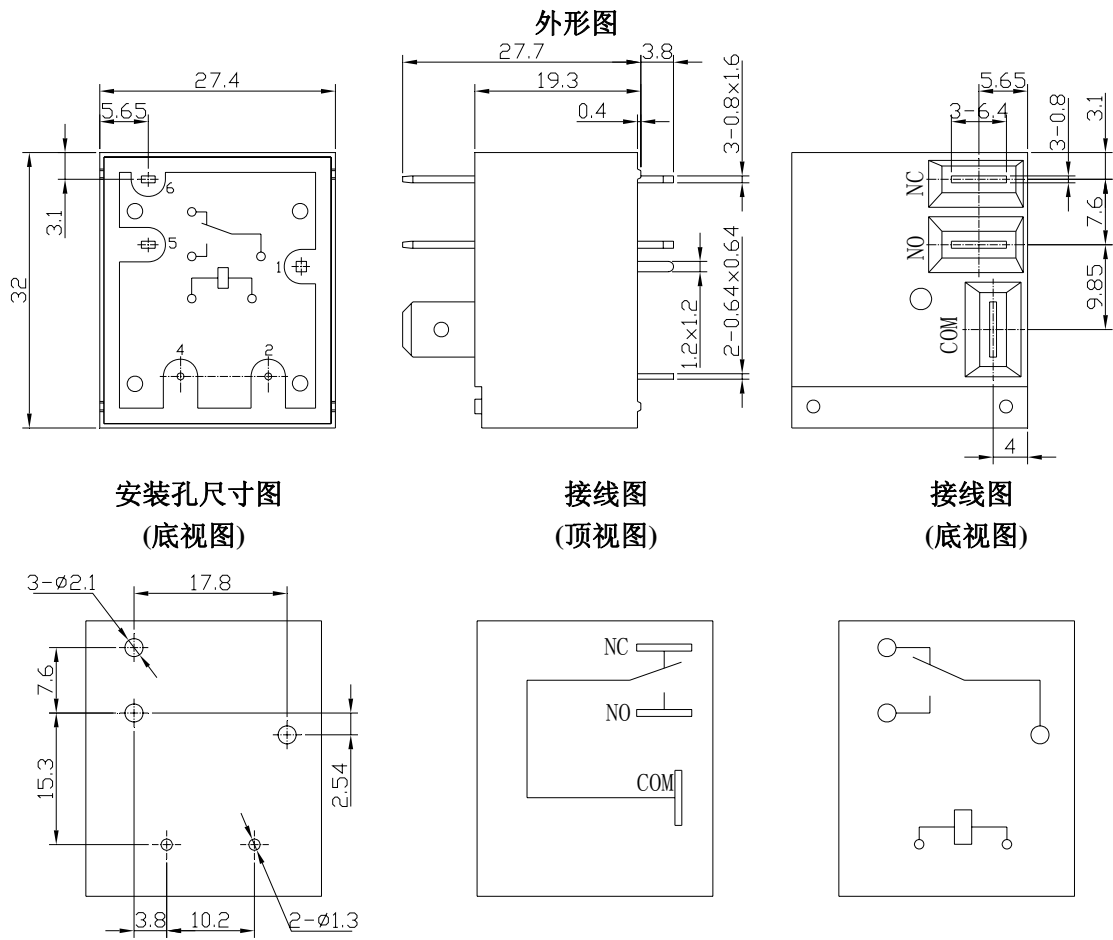 外形图
27.4
5.65
3.1
32
6
5
1
4
2
27.7
3.8
19.3
0.4
3-0.8×1.6
1.2×1.2
2-0.64×0.64
5.65
3-6.4
3-0.8
3.1
NC
7.6
NO
9.85
COM
4
安装孔尺寸图
(底视图)
接线图
(顶视图)
接线图
(底视图)
3-ø2.1
17.8
7.6
15.3
2.54
3.8
10.2
2-ø1.3
NC
NO
COM